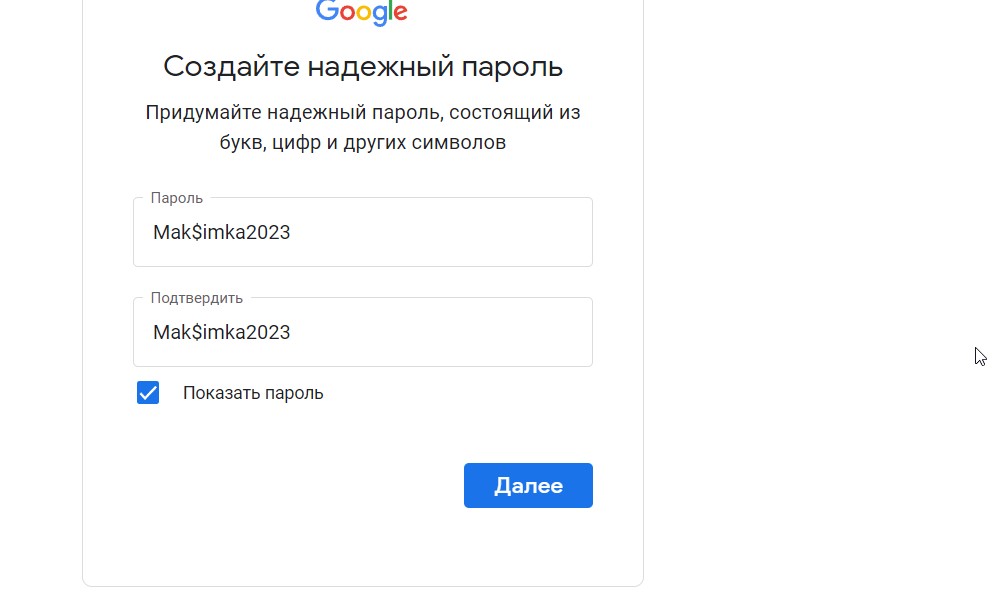 Google
Создайте надежный пароль
Придумайте надежный пароль, состоящий из
букв, цифр и других символов
Пароль
Mak$imka2023
Подтвердить
Mak$imka2023
Показать пароль
Далее